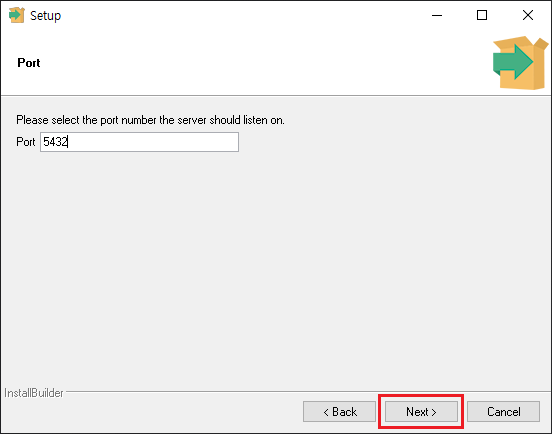 Setup
Port
Please select the port number the server should listen on.
Port 5432
InstallBuilder
< Back Next > Cancel